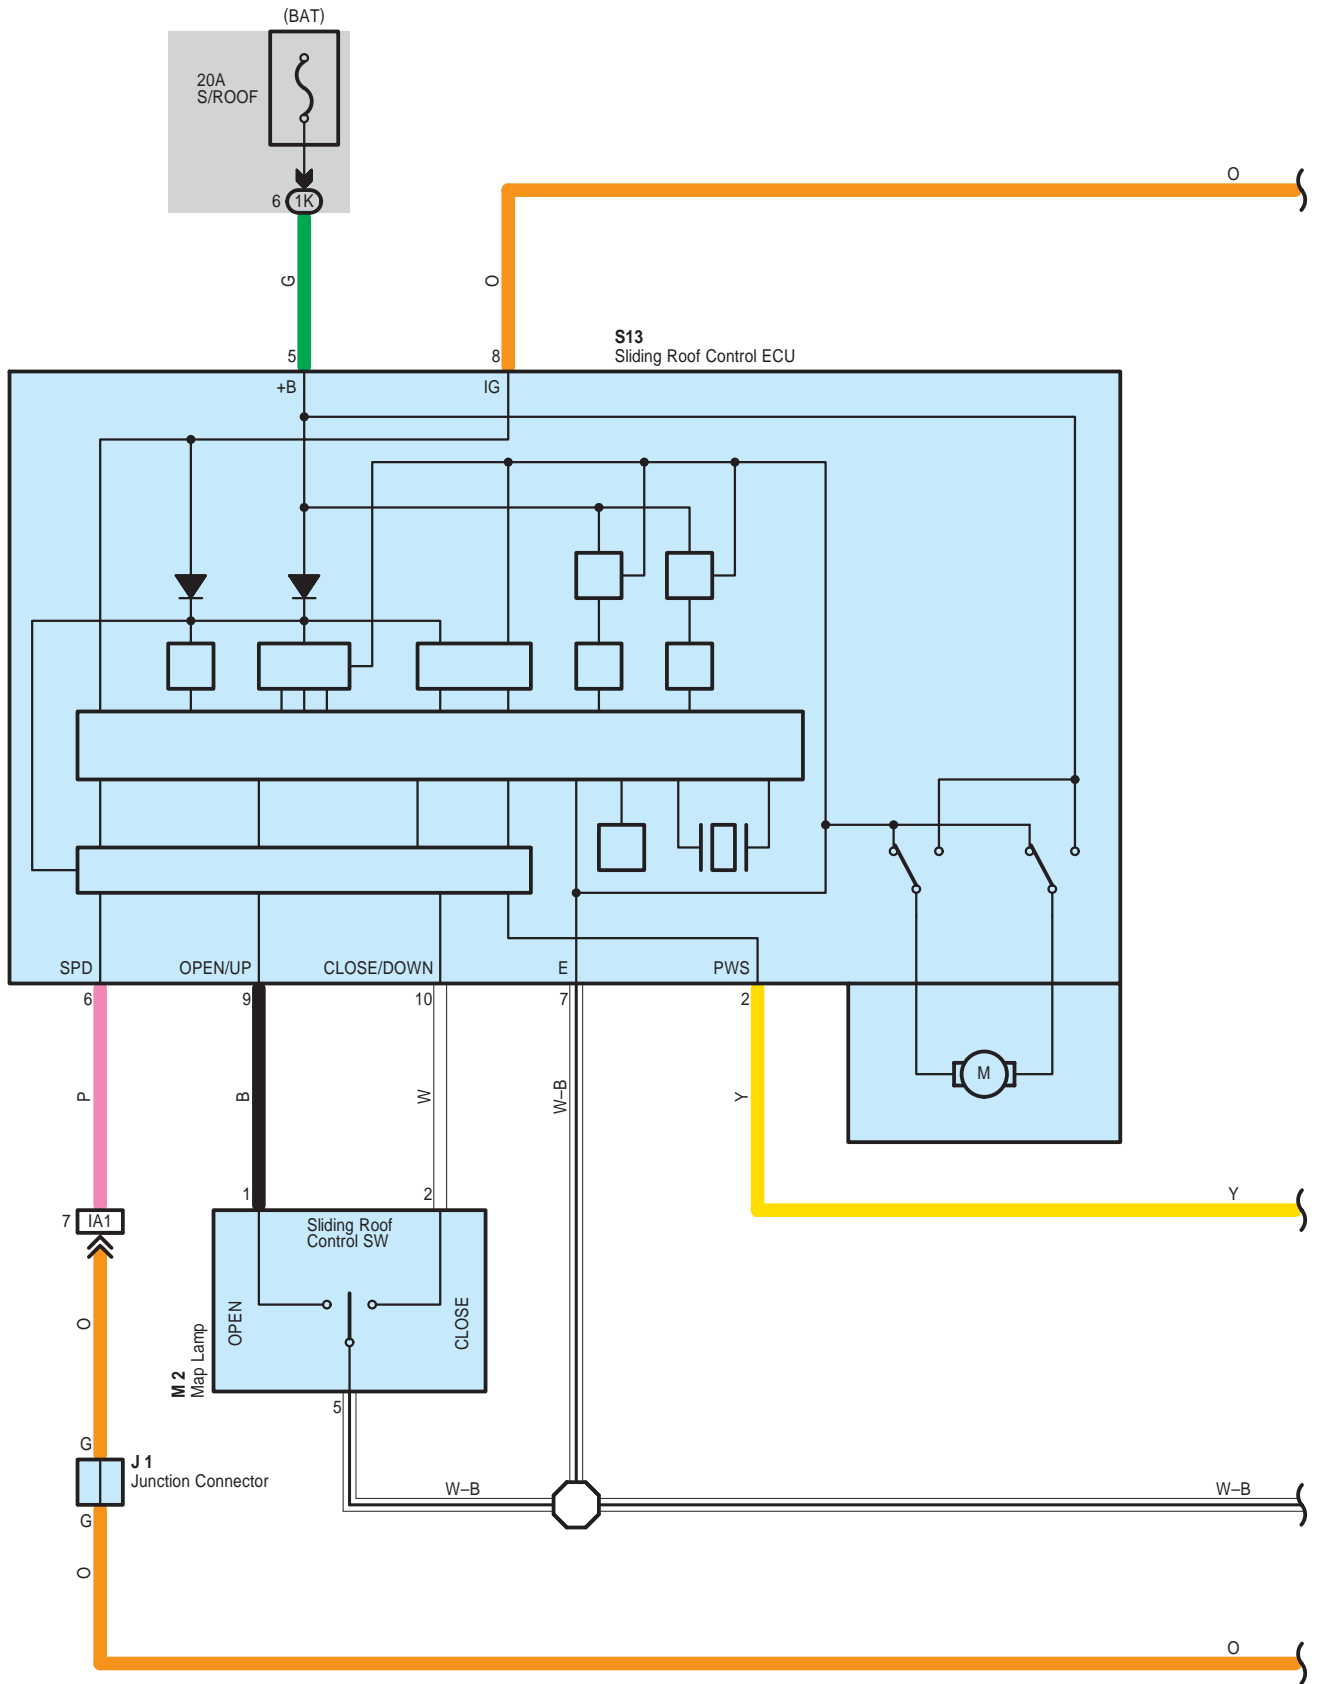 (BAT)
20A
S/ROOF
6 1K
O
G
O
S13
Sliding Roof Control ECU
5
8
+B
IG
SPD
OPEN/UP
CLOSE/DOWN
E
PWS
6
9
10
7
2
M
P
B
W
W–B
Y
1
2
Y
7 IA1
Sliding Roof
Control SW
OPEN
CLOSE
O
M 2
Map Lamp
5
G
J 1
Junction Connector
W–B
W–B
G
O
O